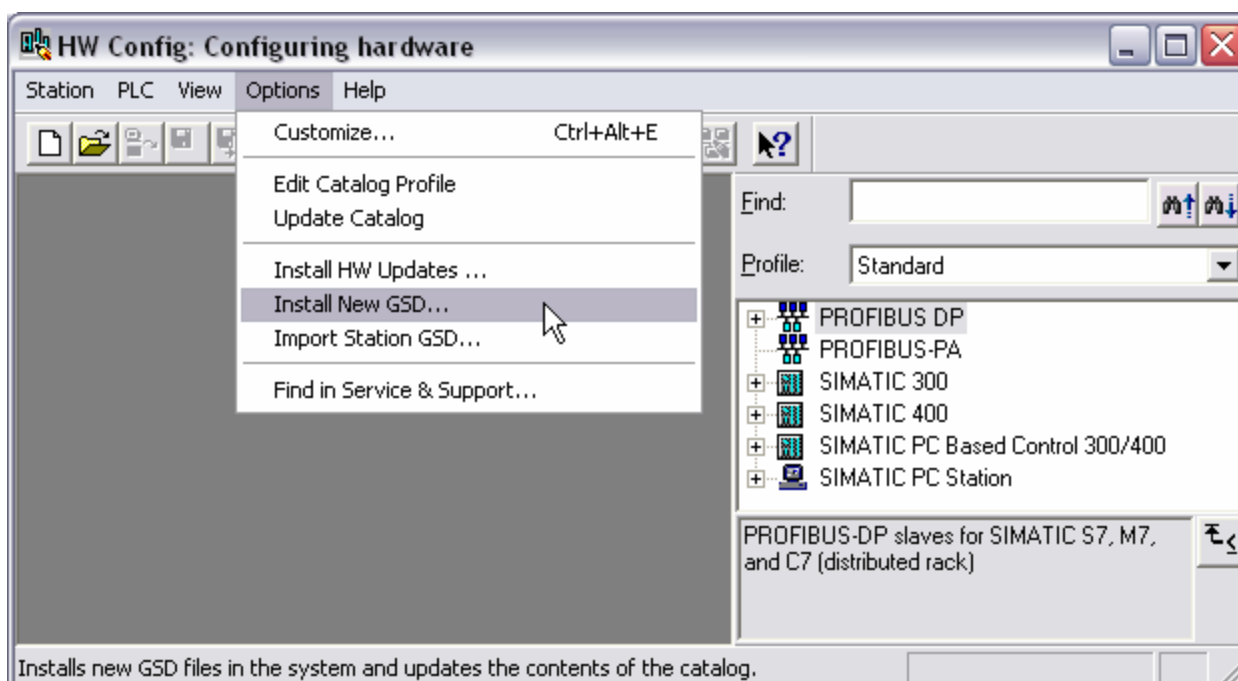 HW Config: Configuring hardware
Station PLC View Options Help
Customize... Ctrl+Alt+E
Edit Catalog Profile
Update Catalog
Install HW Updates ...
Install New GSD...
Import Station GSD...
Find in Service & Support...
Find:
Profile: Standard
PROFIBUS DP
PROFIBUS-PA
SIMATIC 300
SIMATIC 400
SIMATIC PC Based Control 300/400
SIMATIC PC Station
PROFIBUS-DP slaves for SIMATIC S7, M7,
and C7 (distributed rack)
Installs new GSD files in the system and updates the contents of the catalog.